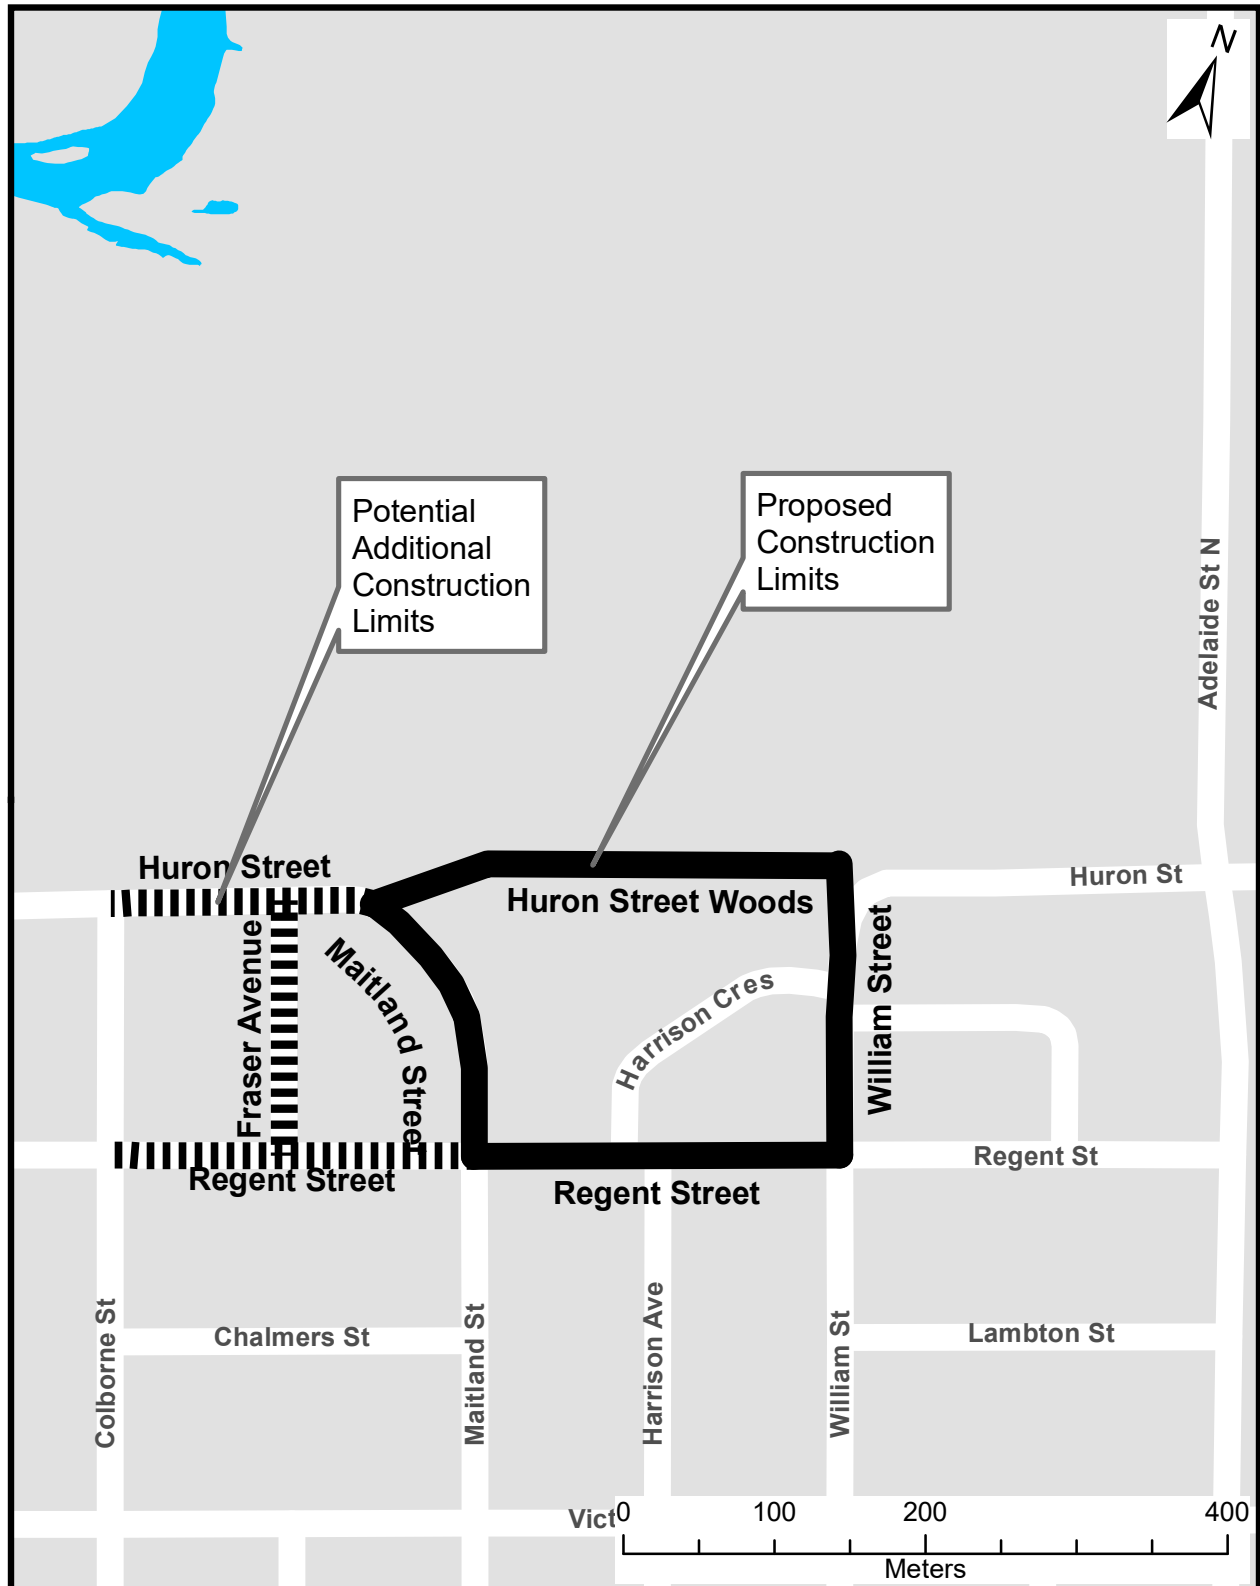 N
Potential
Additional
Construction
Limits
Proposed
Construction
Limits
Adelaide St N
Huron Street
Huron St
Huron Street Woods
Fraser Avenue
Maitland Street
Harrison Cres
William Street
Regent Street
Regent Street
Regent St
Colborne St
Chalmers St
Maitland St
Harrison Ave
William St
Lambton St
Vict
0 100 200 400
Meters